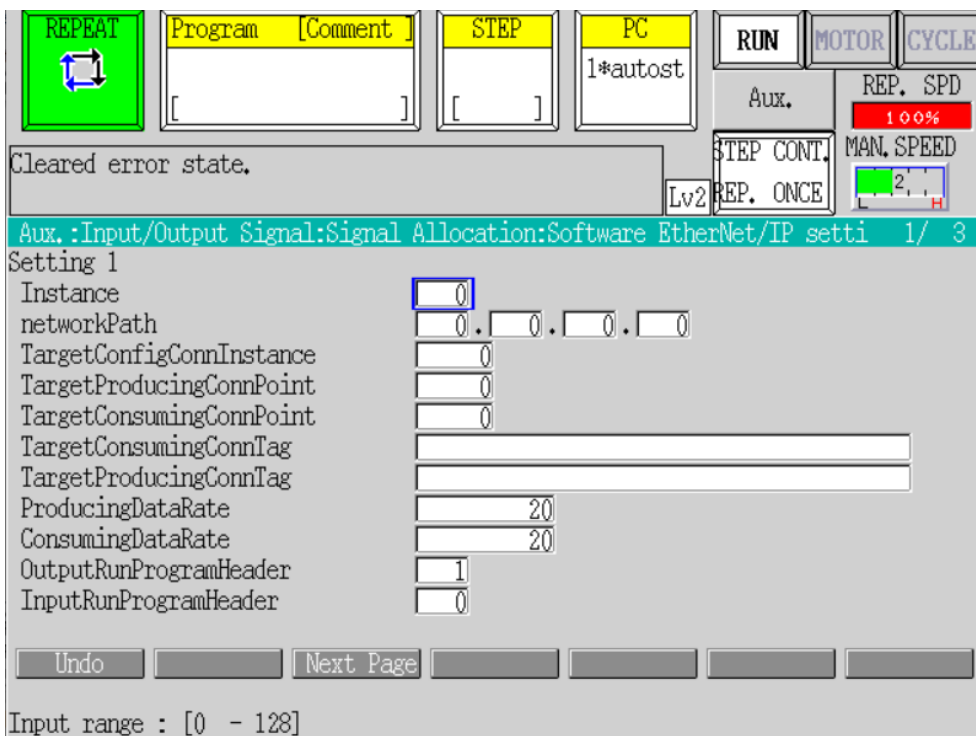 REPEAT
Program [Comment ]
[ ]
STEP
[ ]
PC
1*autost
RUN
MOTOR
CYCLE
Aux.
REP. SPD
100%
Cleared error state.
Lv2
STEP CONT.
REP. ONCE
MAN.SPEED
2
L H
Aux.:Input/Output Signal:Signal Allocation:Software EtherNet/IP setti 1/ 3
Setting 1
Instance 0
networkPath 0. 0. 0. 0
TargetConfigConnInstance 0
TargetProducingConnPoint 0
TargetConsumingConnPoint 0
TargetConsumingConnTag
TargetProducingConnTag
ProducingDataRate 20
ConsumingDataRate 20
OutputRunProgramHeader 1
InputRunProgramHeader 0
Undo Next Page
Input range : [0 - 128]